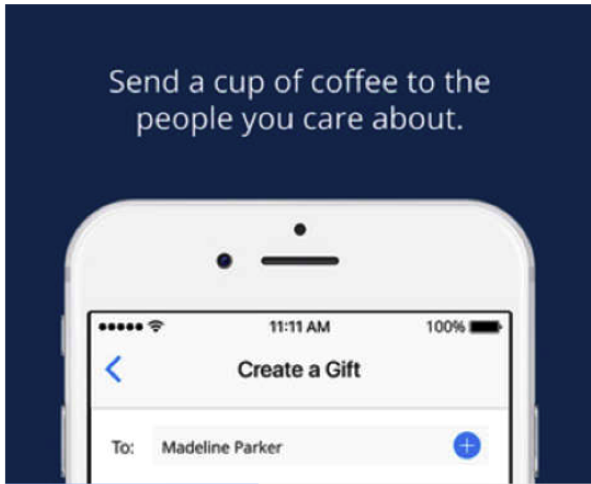 Send a cup of coffee to the
people you care about.
11:11 AM 100%
Create a Gift
To: Madeline Parker